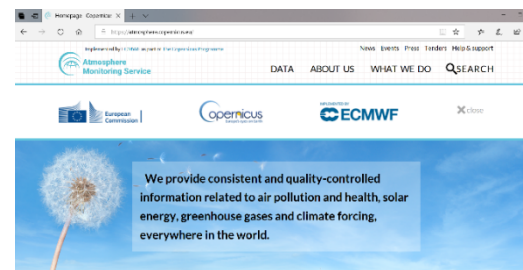 Homepage | Copernicus
https://atmosphere.copernicus.eu
Implemented by ECMWF as part of The Copernicus Programme
News Events Press Tenders Help & support
Atmosphere
Monitoring Service
DATA ABOUT US WHAT WE DO SEARCH
European
Commission
opernicus
IMPLEMENTED BY
ECMWF
close
We provide consistent and quality-controlled
information related to air pollution and health, solar
energy, greenhouse gases and climate forcing,
everywhere in the world.